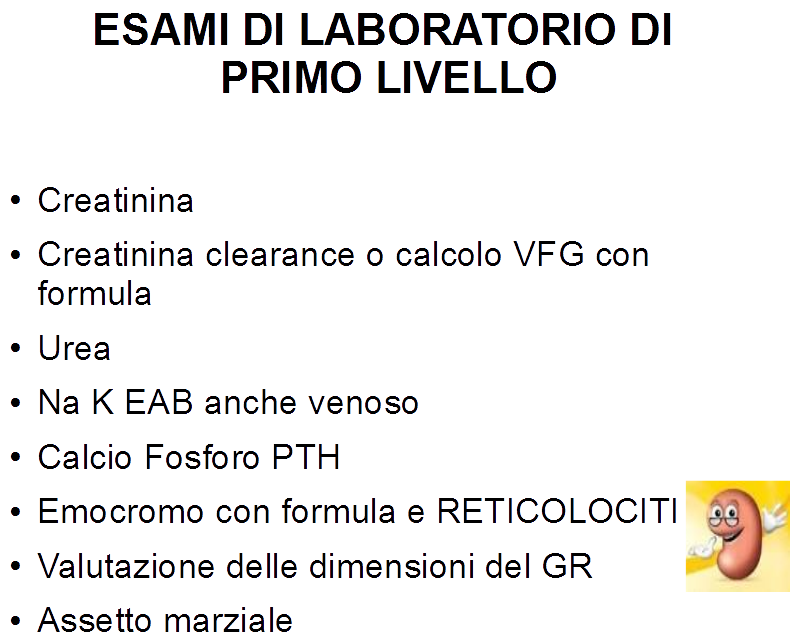 ESAMI DI LABORATORIO DI
PRIMO LIVELLO
• Creatinina
• Creatinina clearance o calcolo VFG con
formula
• Urea
• Na K EAB anche venoso
• Calcio Fosforo PTH
• Emocromo con formula e RETICOLOCITI
• Valutazione delle dimensioni del GR
• Assetto marziale